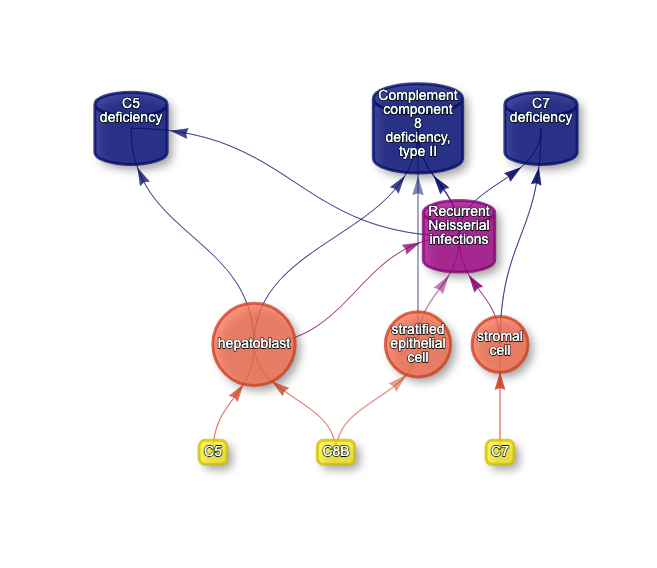 C5
deficiency
Complement
component
8
deficiency,
type II
C7
deficiency
Recurrent
Neisserial
infections
hepatoblast
stratified
epithelial
cell
stromal
cell
C5
C8B
C7